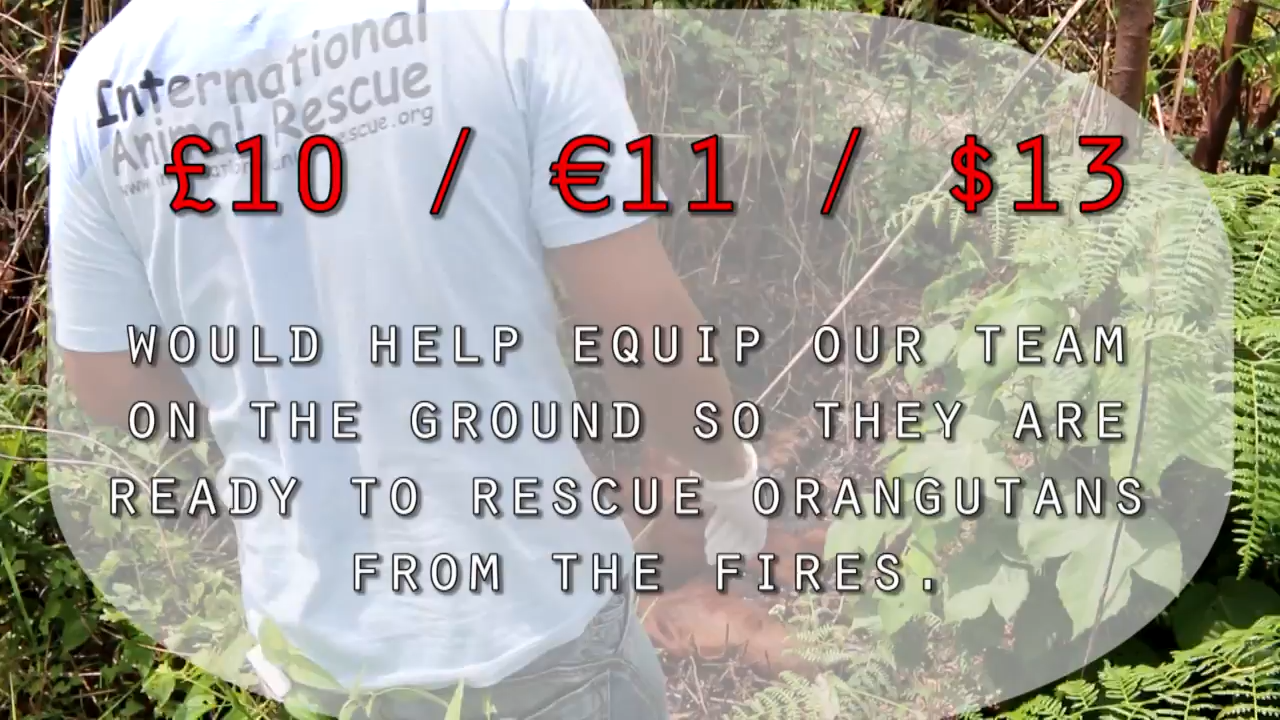 International
Animal Rescue
£10 / €11 / $13
WOULD HELP EQUIP OUR TEAM
ON THE GROUND SO THEY ARE
READY TO RESCUE ORANGUTANS
FROM THE FIRES.